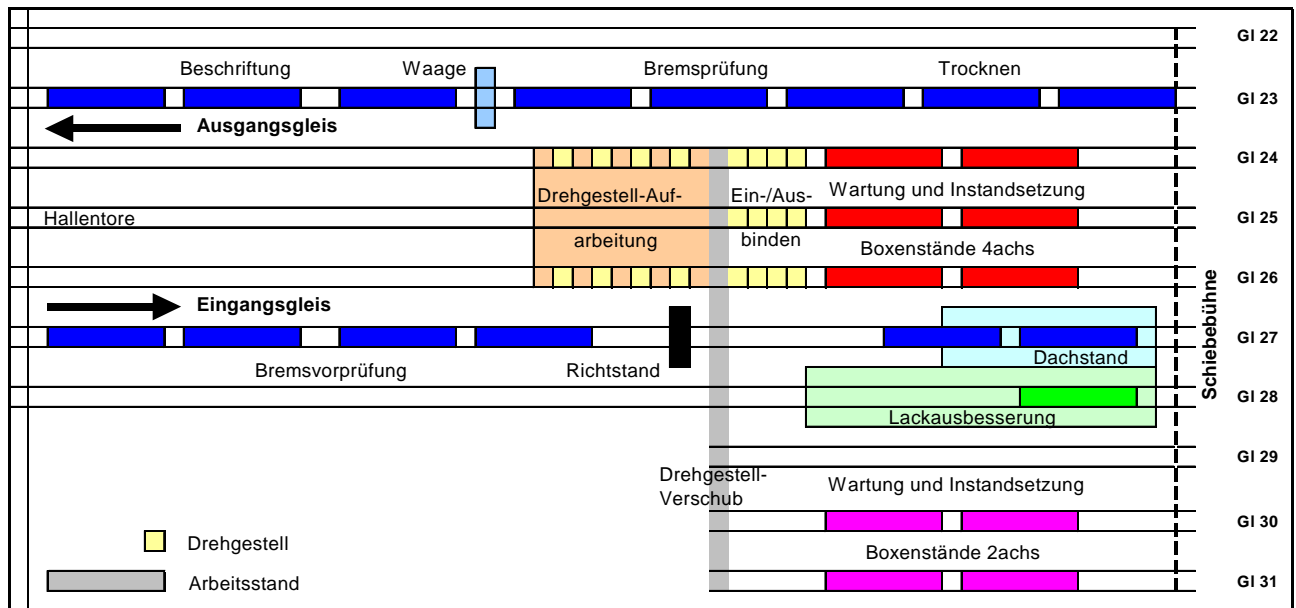 Gl 22
Beschriftung Waage Bremsprüfung Trocknen
Gl 23
Ausgangsgleis
Gl 24
Drehgestell-Auf- Ein-/Aus- Wartung und Instandsetzung
Hallentore Gl 25
arbeitung binden Boxenstände 4achs
Gl 26
Schiebebühne
Eingangsgleis
Gl 27
Dachstand
Bremsvorprüfung Richtstand
Gl 28
Lackausbesserung
Gl 29
Drehgestell-
Verschub
Wartung und Instandsetzung
Gl 30
Drehgestell
Boxenstände 2achs
Arbeitsstand
Gl 31